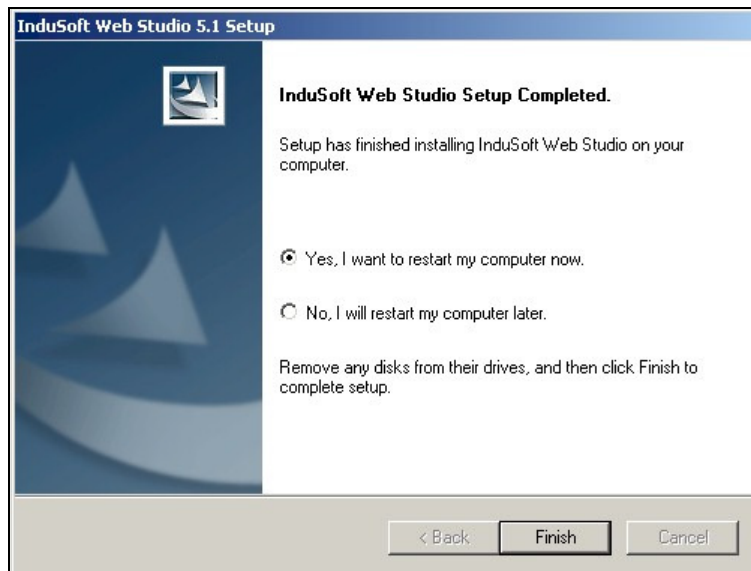 InduSoft Web Studio 5.1 Setup
InduSoft Web Studio Setup Completed.
Setup has finished installing InduSoft Web Studio on your
computer.
Yes, I want to restart my computer now.
No, I will restart my computer later.
Remove any disks from their drives, and then click Finish to
complete setup.
< Back
Finish
Cancel